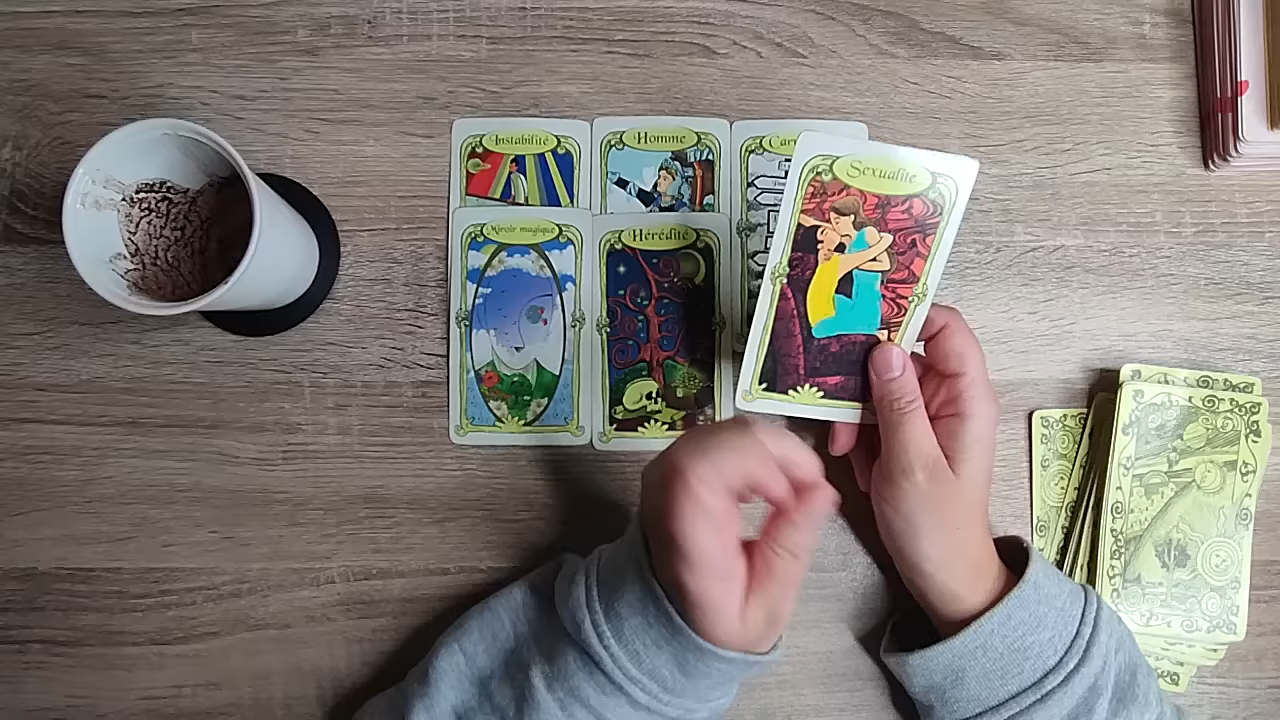 Instabilité
Homme
Sexualité
Miroir magique
Hérédité